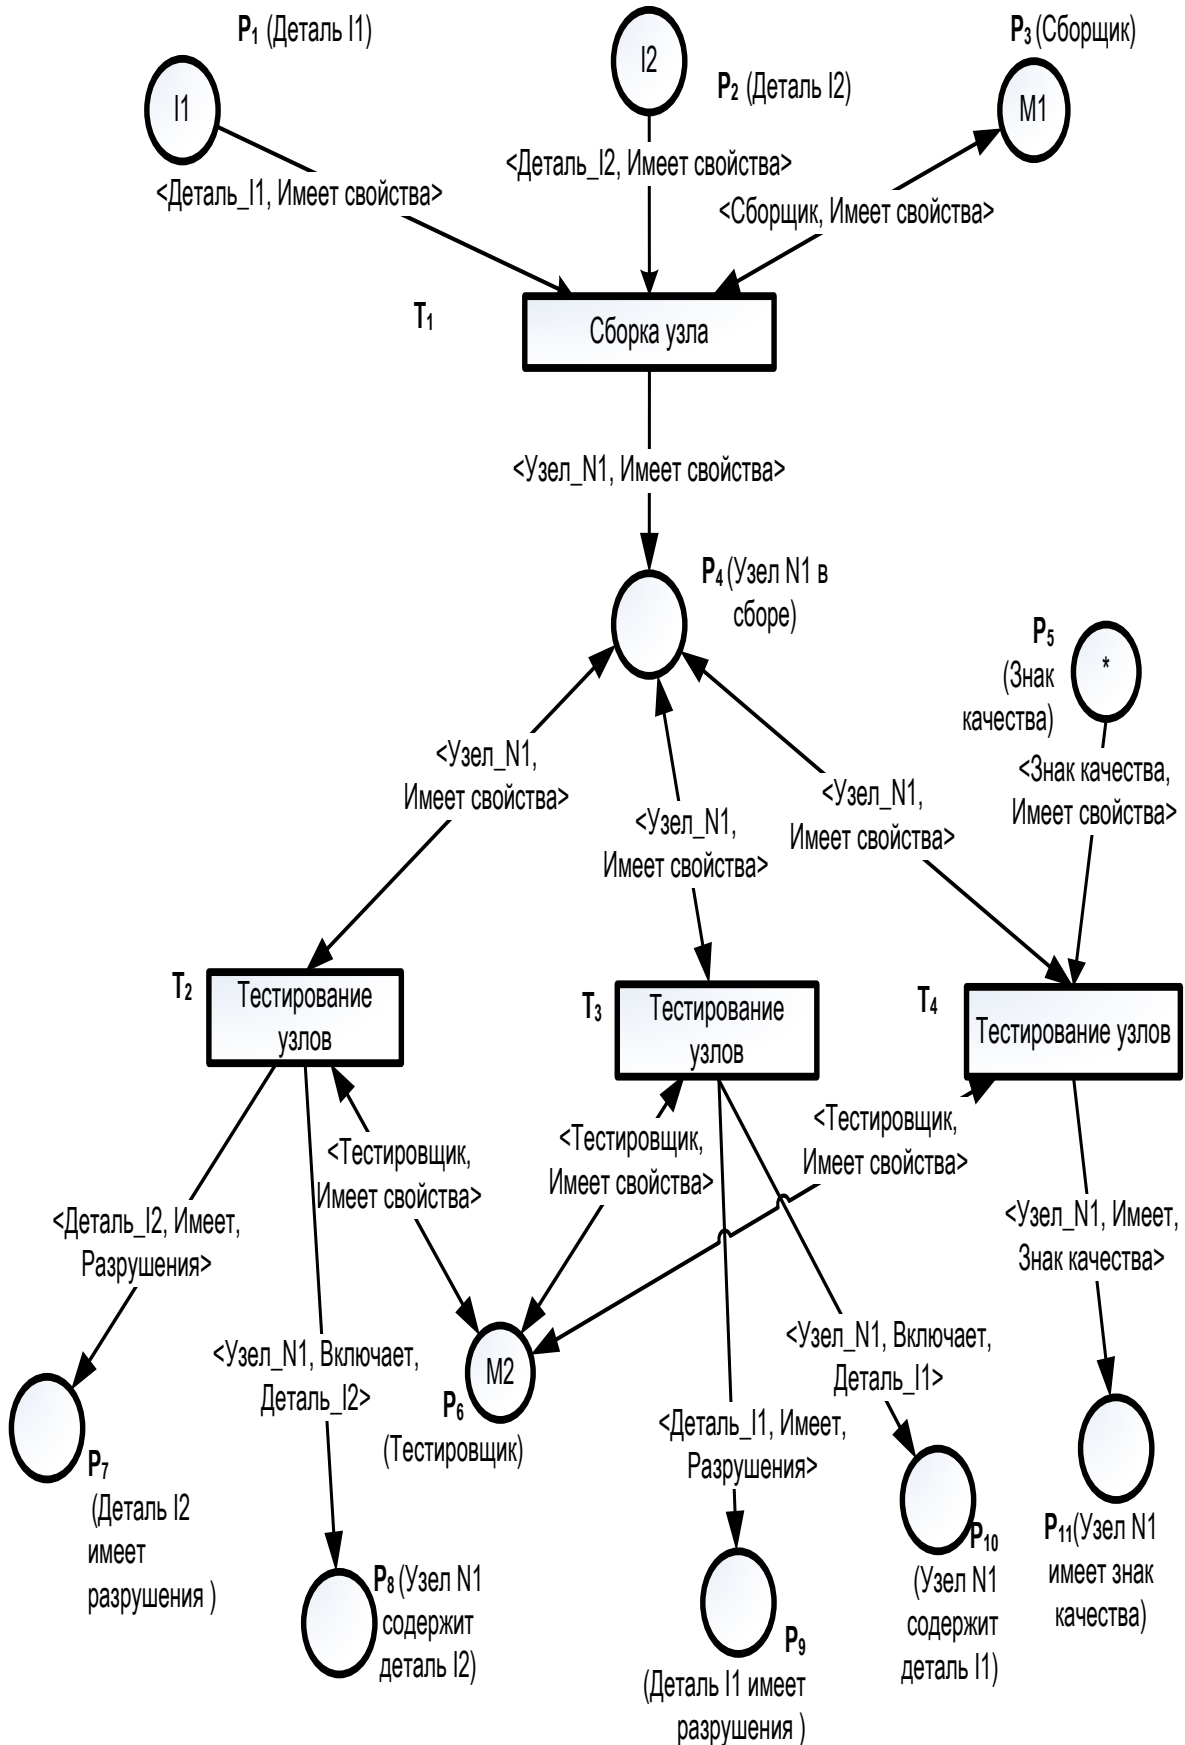 P1 (Деталь I1)
I1
I2
P2 (Деталь I2)
P3 (Сборщик)
M1
<Деталь_I1, Имеет свойства>
<Деталь_I2, Имеет свойства>
<Сборщик, Имеет свойства>
T1
Сборка узла
<Узел_N1, Имеет свойства>
P4 (Узел N1 в
сборе)
P5
(Знак
качества)
*
<Узел_N1,
Имеет свойства>
<Узел_N1,
Имеет свойства>
<Узел_N1,
Имеет свойства>
<Знак качества,
Имеет свойства>
T2
Тестирование
узлов
T3
Тестирование
узлов
T4
Тестирование узлов
<Тестировщик,
Имеет свойства>
<Тестировщик,
Имеет свойства>
<Тестировщик,
Имеет свойства>
<Деталь_I2, Имеет,
Разрушения>
<Узел_N1, Имеет,
Знак качества>
<Узел_N1, Включает,
Деталь_I2>
M2
P6
(Тестировщик)
<Узел_N1, Включает,
Деталь_I1>
<Деталь_I1, Имеет,
Разрушения>
P7
(Деталь I2
имеет
разрушения )
P8 (Узел N1
содержит
деталь I2)
P9
(Деталь I1 имеет
разрушения )
P10
(Узел N1
содержит
деталь I1)
P11(Узел N1
имеет знак
качества)